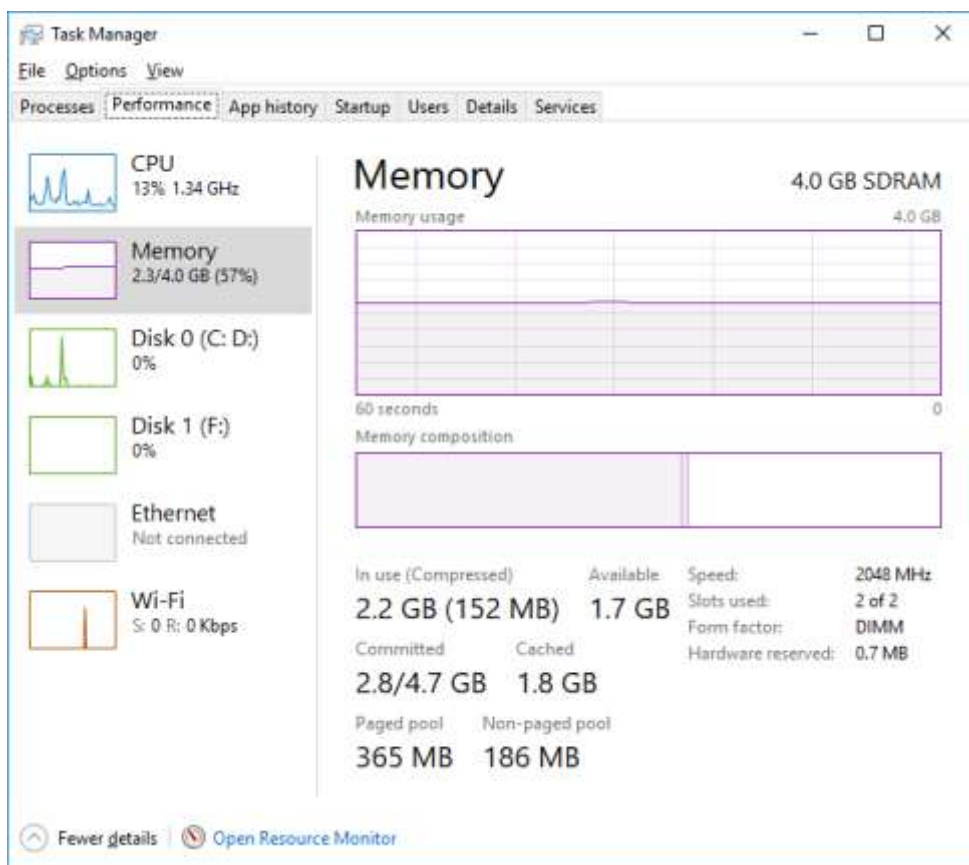 Task Manager
File Options View
Processes Performance App history Startup Users Details Services
CPU
13% 1.34 GHz
Memory
2.3/4.0 GB (57%)
Disk 0 (C: D:)
0%
Disk 1 (F:)
0%
Ethernet
Not connected
Wi-Fi
S: 0 R: 0 Kbps
Memory 4.0 GB SDRAM
Memory usage 4.0 GB
60 seconds 0
Memory composition
In use (Compressed) Available
2.2 GB (152 MB) 1.7 GB
Committed Cached
2.8/4.7 GB 1.8 GB
Paged pool Non-paged pool
365 MB 186 MB
Speed: 2048 MHz
Slots used: 2 of 2
Form factor: DIMM
Hardware reserved: 0.7 MB
Fewer details Open Resource Monitor